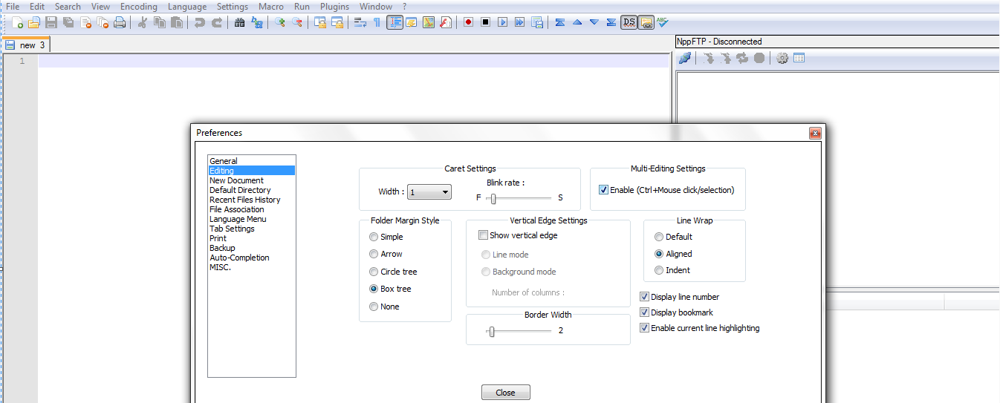 File Edit Search View Encoding Language Settings Macro Run Plugins Window ?
new 3
NppFTP - Disconnected
1
Preferences
General
Editing
New Document
Default Directory
Recent Files History
File Association
Language Menu
Tab Settings
Print
Backup
Auto-Completion
MISC.
Caret Settings
Width : 1
Blink rate :
F S
Multi-Editing Settings
Enable (Ctrl+Mouse click/selection)
Folder Margin Style
Simple
Arrow
Circle tree
Box tree
None
Vertical Edge Settings
Show vertical edge
Line mode
Background mode
Number of columns :
Border Width
2
Line Wrap
Default
Aligned
Indent
Display line number
Display bookmark
Enable current line highlighting
Close